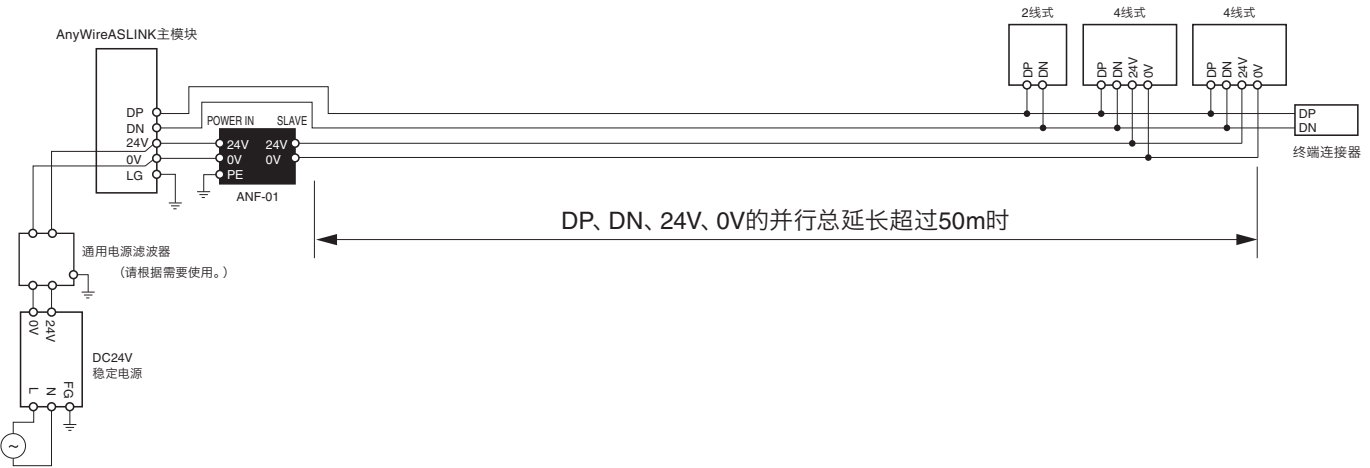 2线式
4线式
4线式
AnyWireASLINK主模块
DP
DN
DP
DN
24V
0V
DP
DN
24V
0V
DP
DN
24V
0V
LG
POWER IN
SLAVE
24V
0V
PE
24V
0V
ANF-01
DP
DN
终端连接器
DP、DN、24V、0V的并行总延长超过50m时
通用电源滤波器
（请根据需要使用。）
0V
24V
DC24V
稳定电源
L
N
FG
~